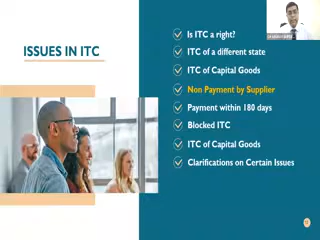 ISSUES IN ITC
Is ITC a right?
ITC of a different state
ITC of Capital Goods
Non Payment by Supplier
Payment within 180 days
Blocked ITC
ITC of Capital Goods
Clarifications on Certain Issues